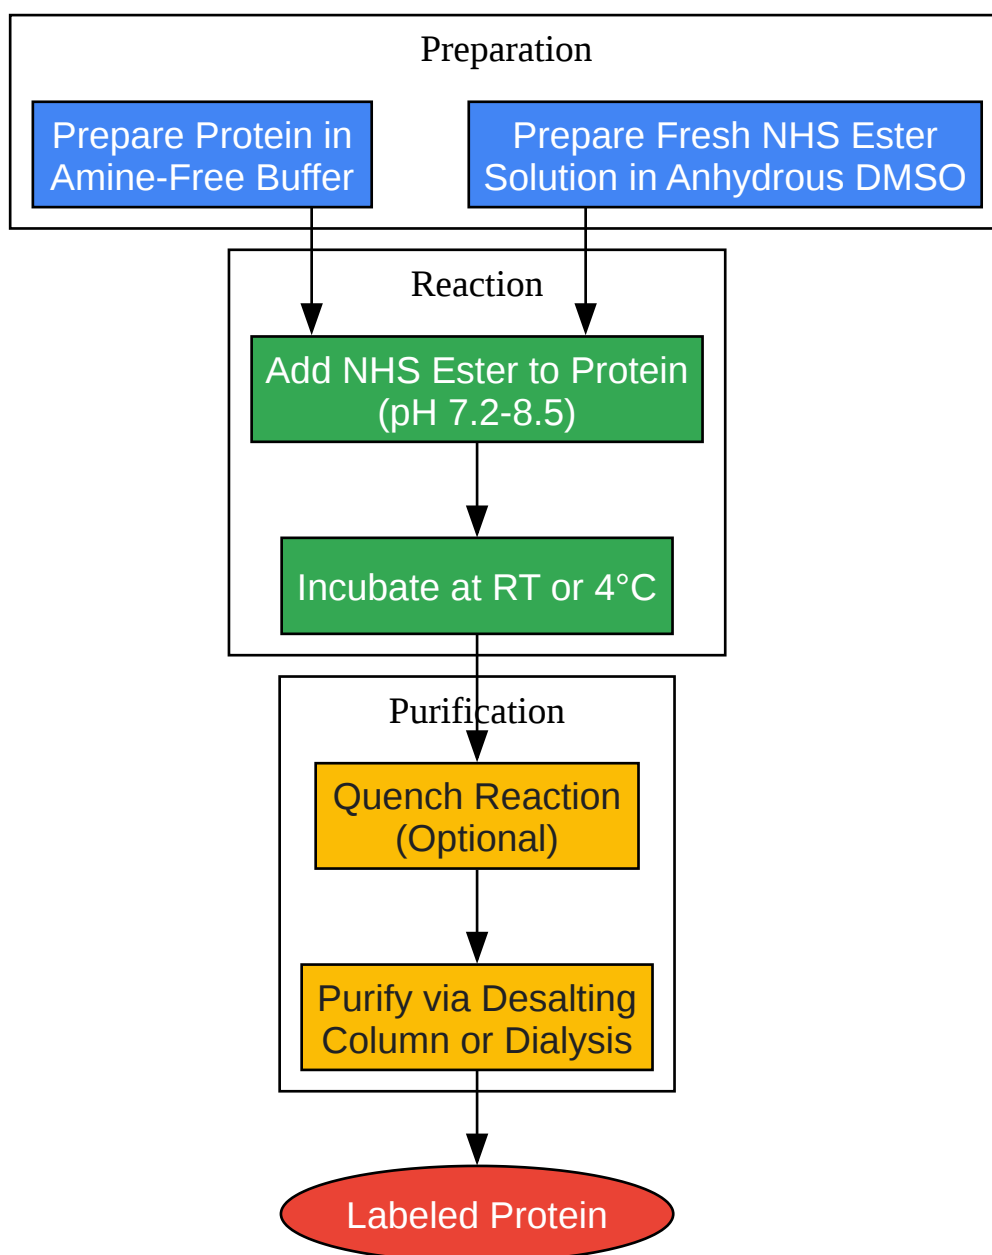 Preparation
Prepare Protein in
Amine-Free Buffer
Prepare Fresh NHS Ester
Solution in Anhydrous DMSO
Reaction
Add NHS Ester to Protein
(pH 7.2-8.5)
Incubate at RT or 4°C
Purification
Quench Reaction
(Optional)
Purify via Desalting
Column or Dialysis
Labeled Protein